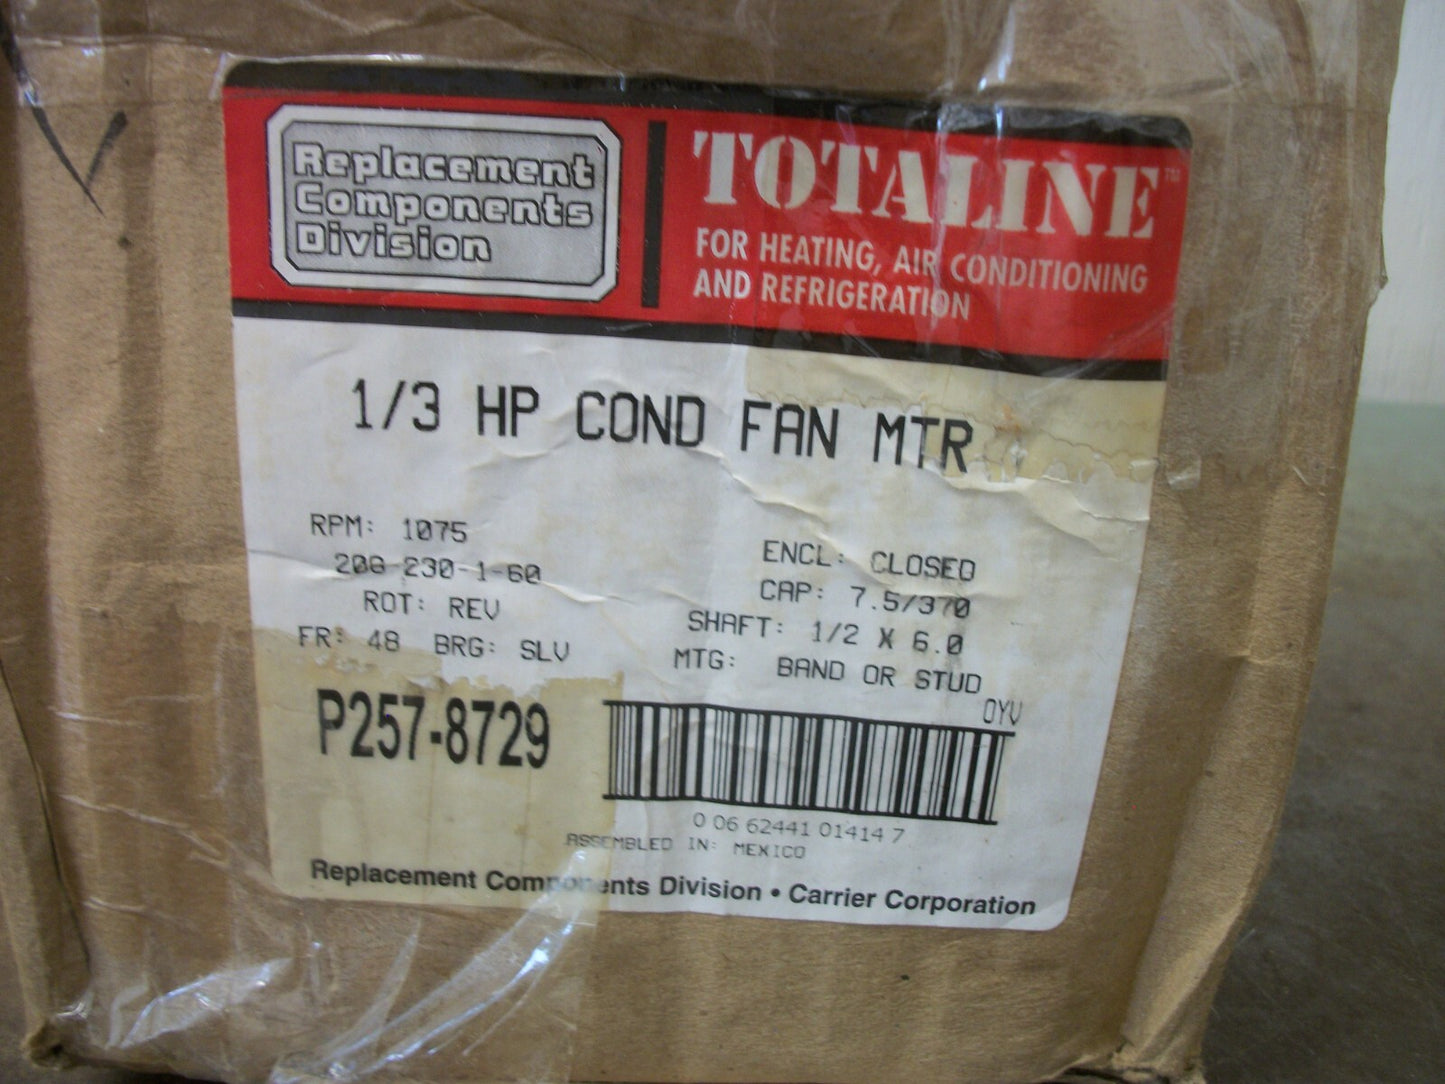 Replacement
Components
Division
TOTALINE™
FOR HEATING, AIR CONDITIONING
AND REFRIGERATION
1/3 HP COND FAN MTR
RPM: 1075
208-230-1-60
ROT: REV
FR: 48 BRG: SLV
ENCL: CLOSED
CAP: 7.5/370
SHAFT: 1/2 X 6.0
MTG: BAND OR STUD
OYV
P257-8729
0 06 62441 01414 7
ASSEMBLED IN: MEXICO
Replacement Components Division • Carrier Corporation